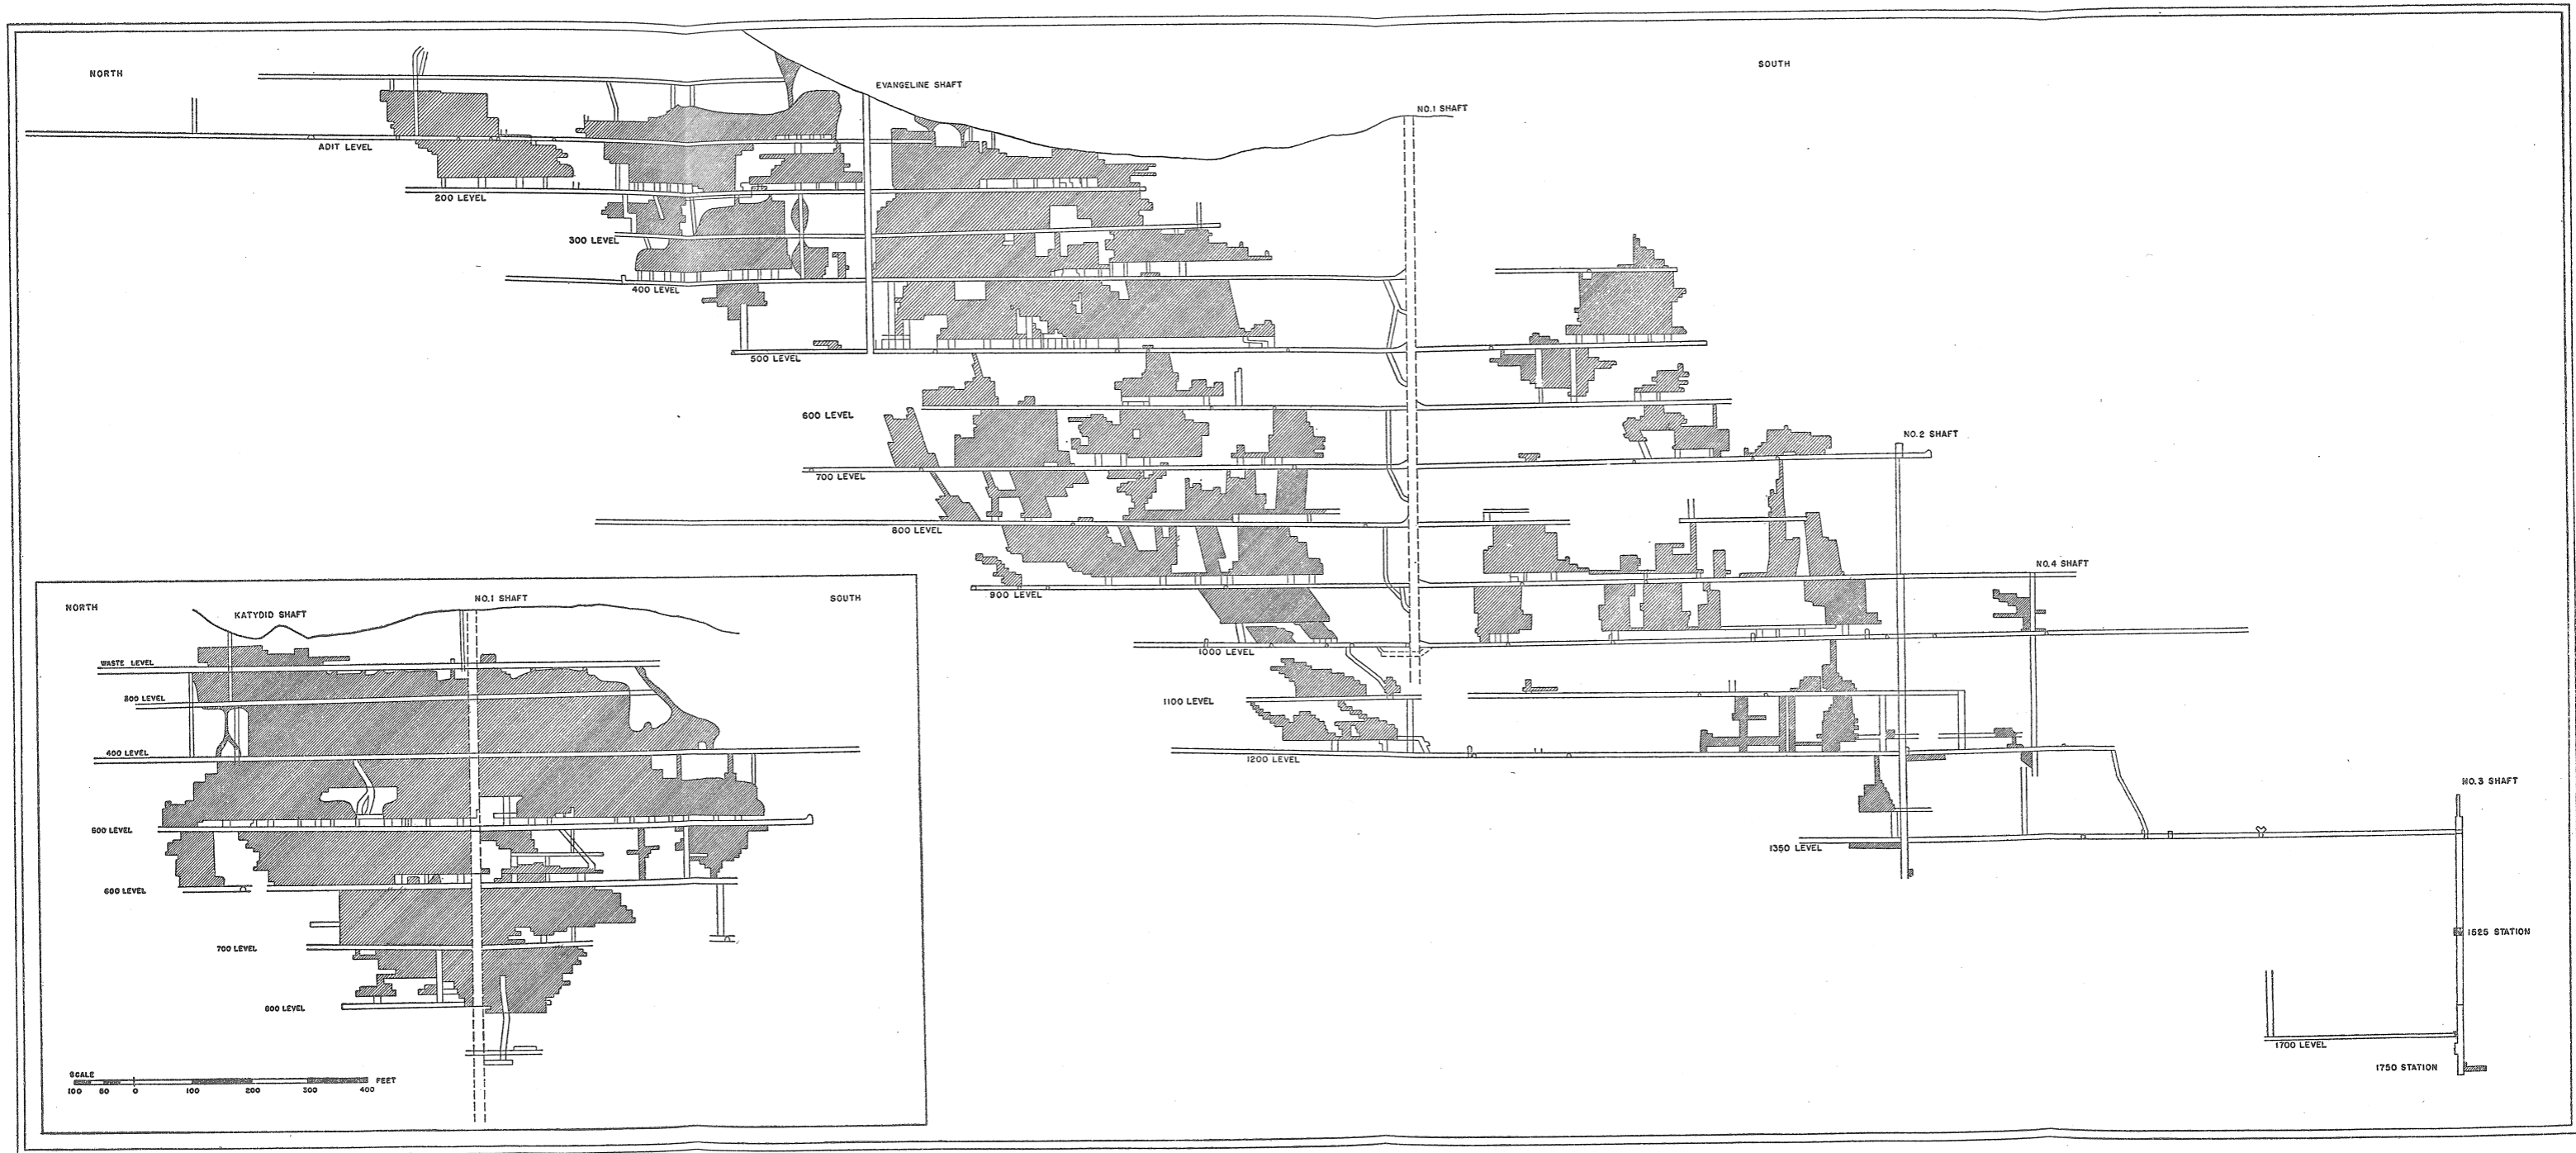 NORTH
SOUTH
EVANGELINE SHAFT
NO.1 SHAFT
ADIT LEVEL
200 LEVEL
300 LEVEL
400 LEVEL
500 LEVEL
600 LEVEL
NO.2 SHAFT
700 LEVEL
800 LEVEL
NO.4 SHAFT
900 LEVEL
1000 LEVEL
1100 LEVEL
1200 LEVEL
NO.3 SHAFT
1350 LEVEL
1525 STATION
1700 LEVEL
1750 STATION
NORTH
KATYDID SHAFT
NO.1 SHAFT
SOUTH
WASTE LEVEL
300 LEVEL
400 LEVEL
500 LEVEL
600 LEVEL
700 LEVEL
800 LEVEL
SCALE
100 50 0 100 200 300 400 FEET